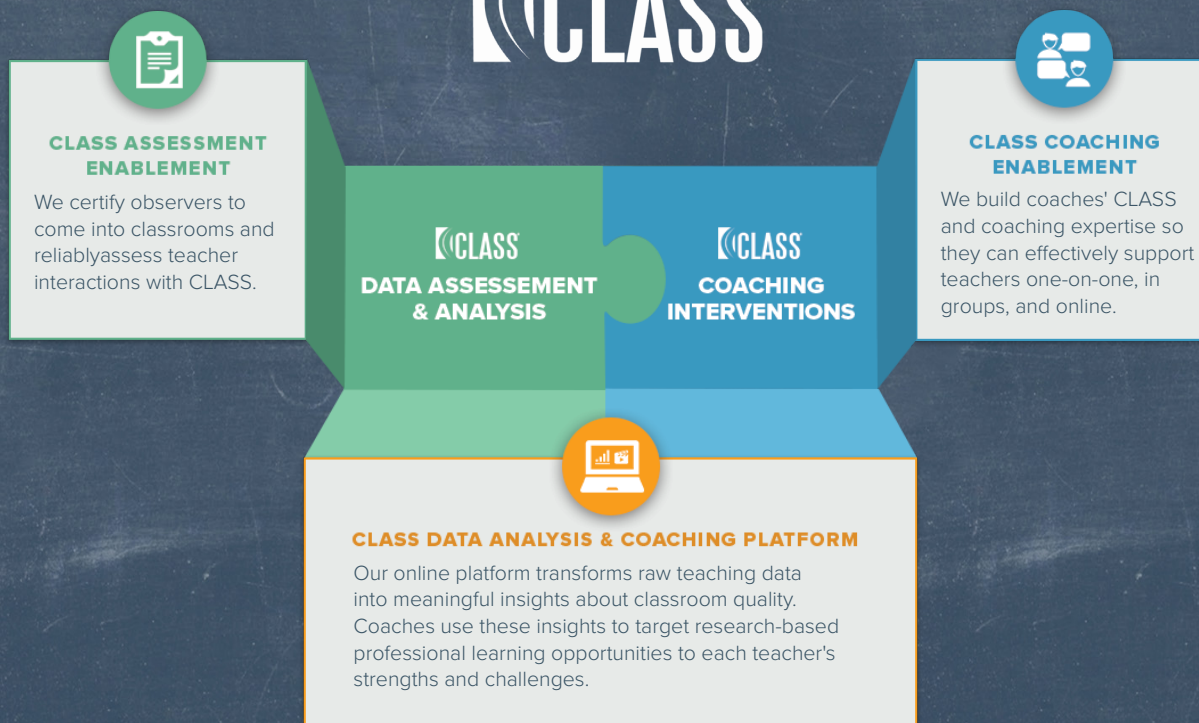 CLASS
CLASS ASSESSMENT
ENABLEMENT
We certify observers to
come into classrooms and
reliablyassess teacher
interactions with CLASS.
CLASS
DATA ASSESSEMENT
& ANALYSIS
CLASS
COACHING
INTERVENTIONS
CLASS COACHING
ENABLEMENT
We build coaches' CLASS
and coaching expertise so
they can effectively support
teachers one-on-one, in
groups, and online.
CLASS DATA ANALYSIS & COACHING PLATFORM
Our online platform transforms raw teaching data
into meaningful insights about classroom quality.
Coaches use these insights to target research-based
professional learning opportunities to each teacher's
strengths and challenges.